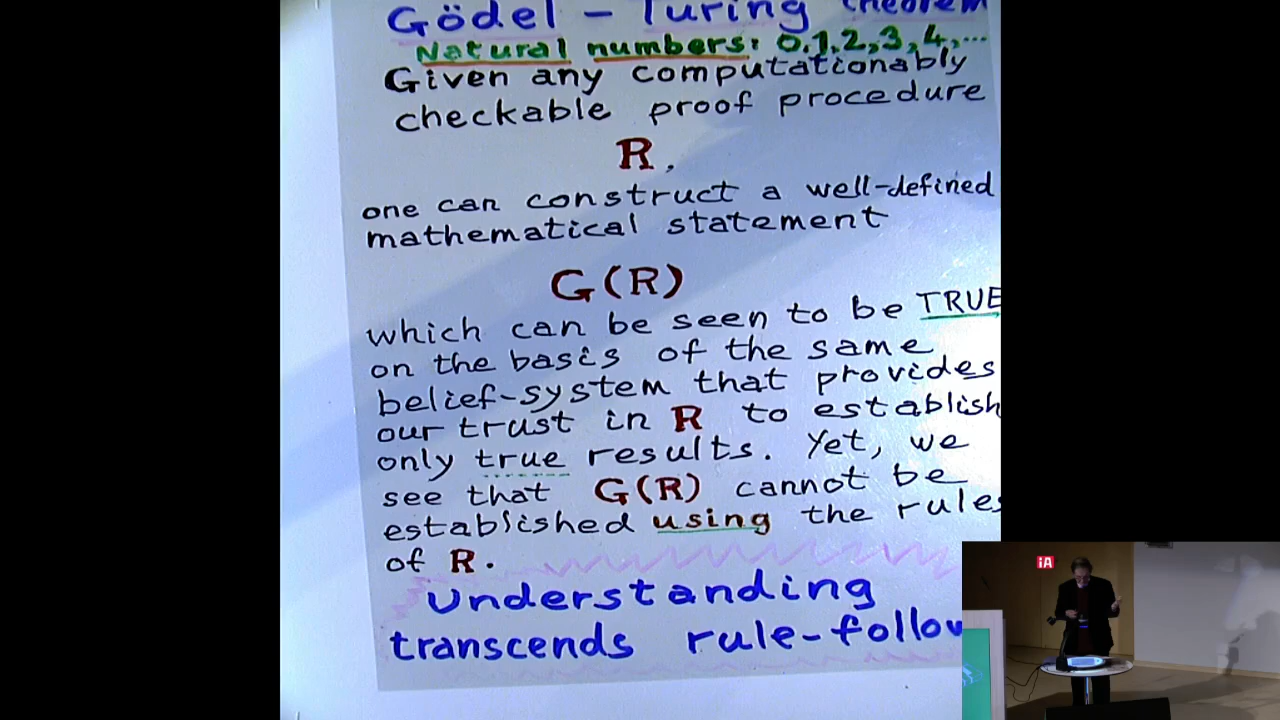 Gödel - Turing theorem
Natural numbers: 0,1,2,3,4,...
Given any computationably
checkable proof procedure
R,
one can construct a well-defined
mathematical statement
G(R)
which can be seen to be TRUE
on the basis of the same
belief-system that provides
our trust in R to establish
only true results. Yet, we
see that G(R) cannot be
established using the rules
of R.
Understanding
transcends rule-follow
iA